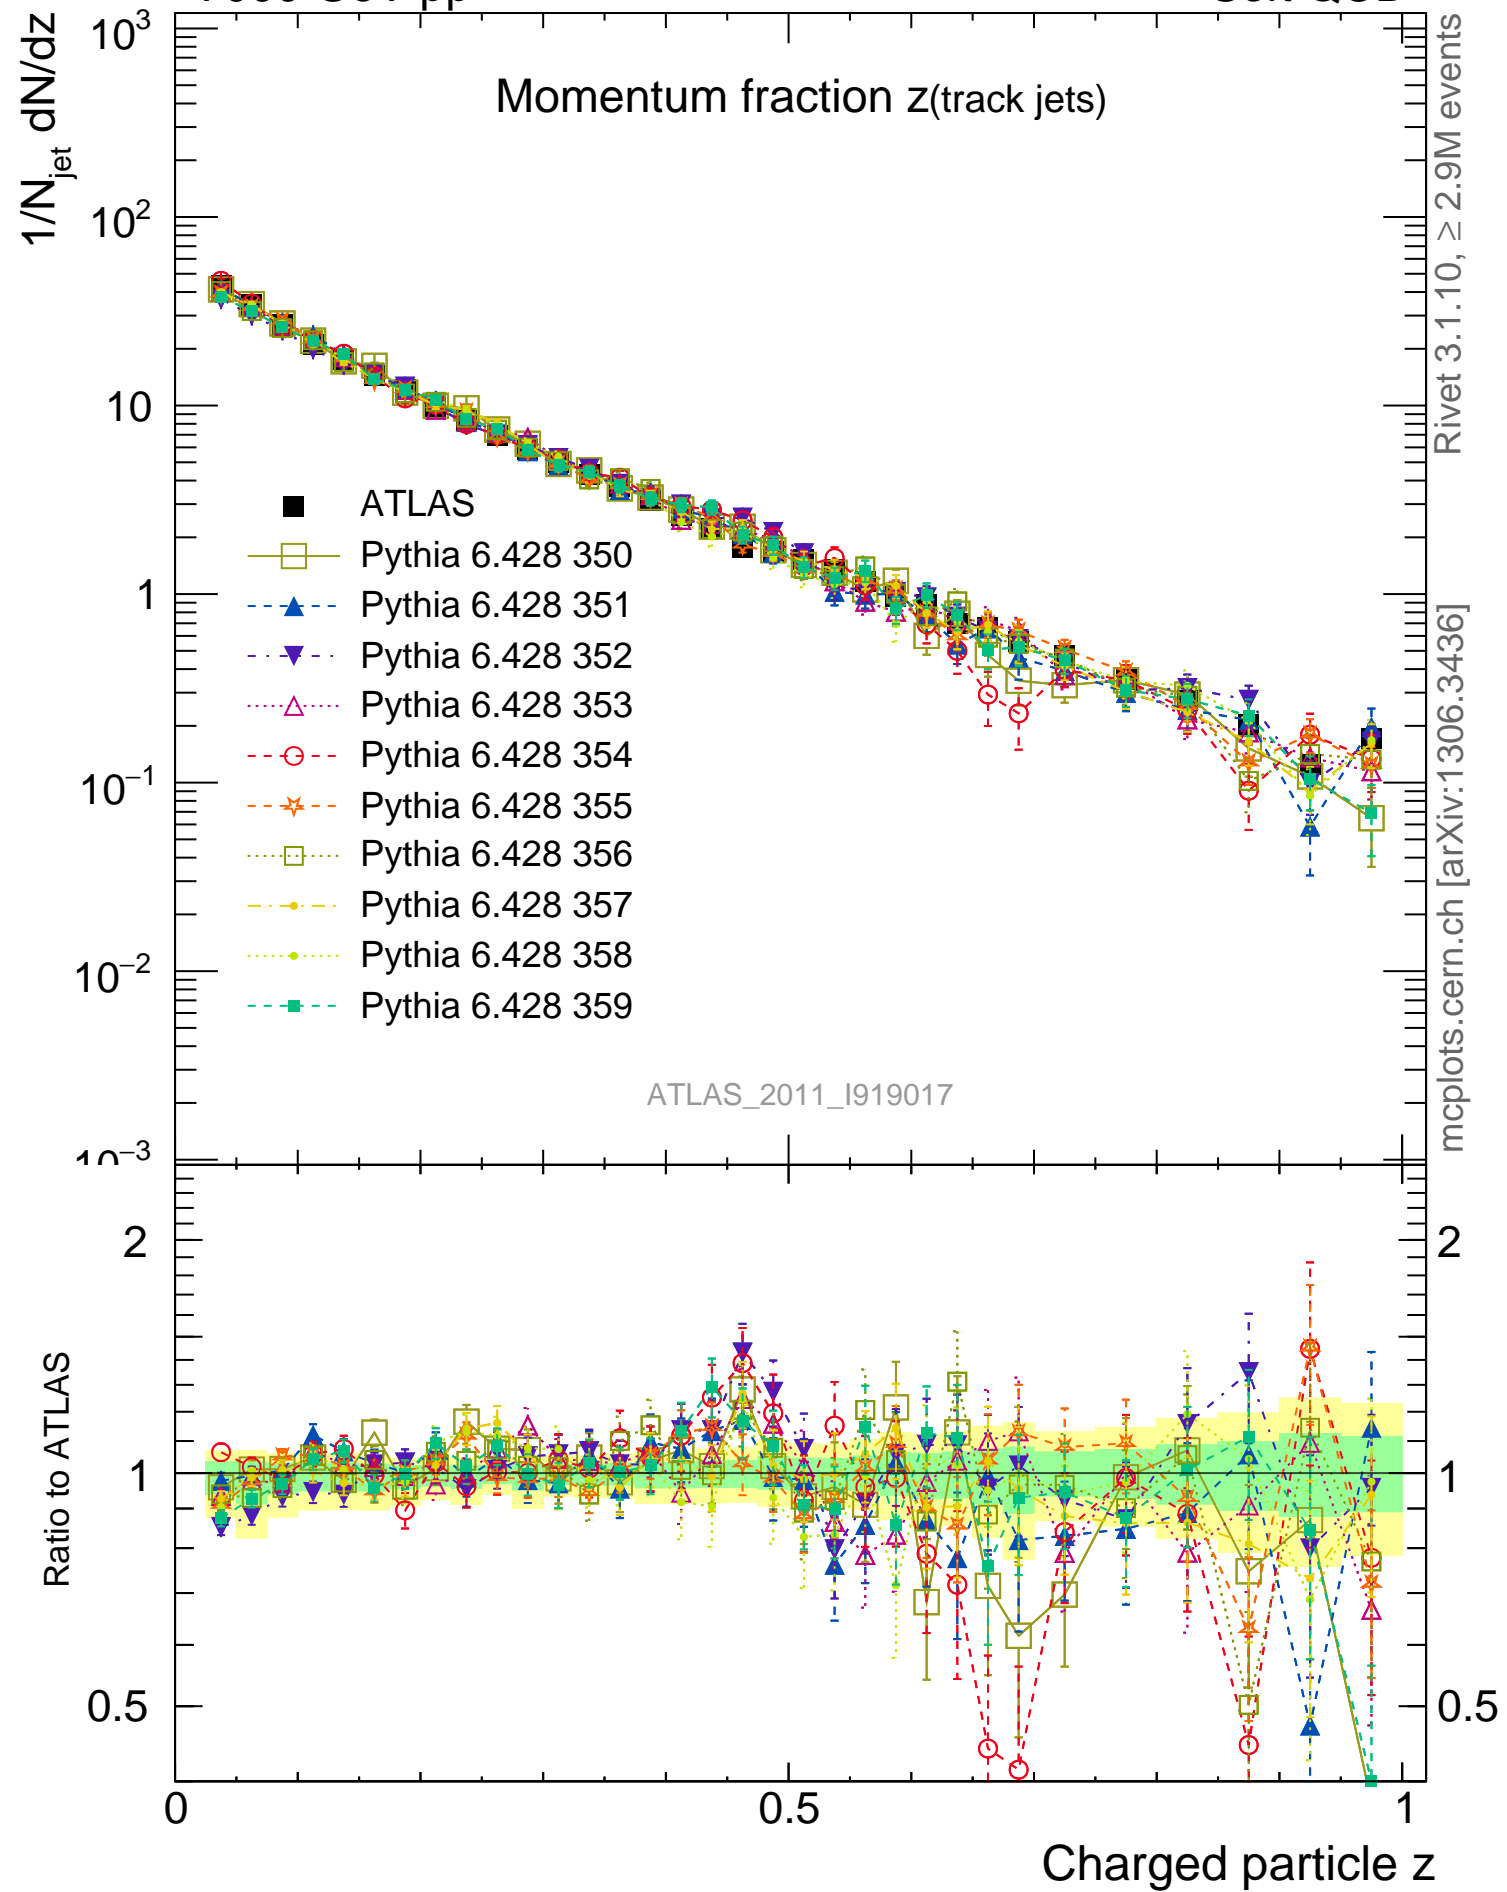 Momentum fraction z(track jets)
1/N_jet dN/dz
10³
10²
10
1
10⁻¹
10⁻²
10⁻³
ATLAS
Pythia 6.428 350
Pythia 6.428 351
Pythia 6.428 352
Pythia 6.428 353
Pythia 6.428 354
Pythia 6.428 355
Pythia 6.428 356
Pythia 6.428 357
Pythia 6.428 358
Pythia 6.428 359
ATLAS_2011_I919017
Rivet 3.1.10, ≥ 2.9M events
mcplots.cern.ch [arXiv:1306.3436]
Ratio to ATLAS
2
1
0.5
2
1
0.5
0
0.5
1
Charged particle z